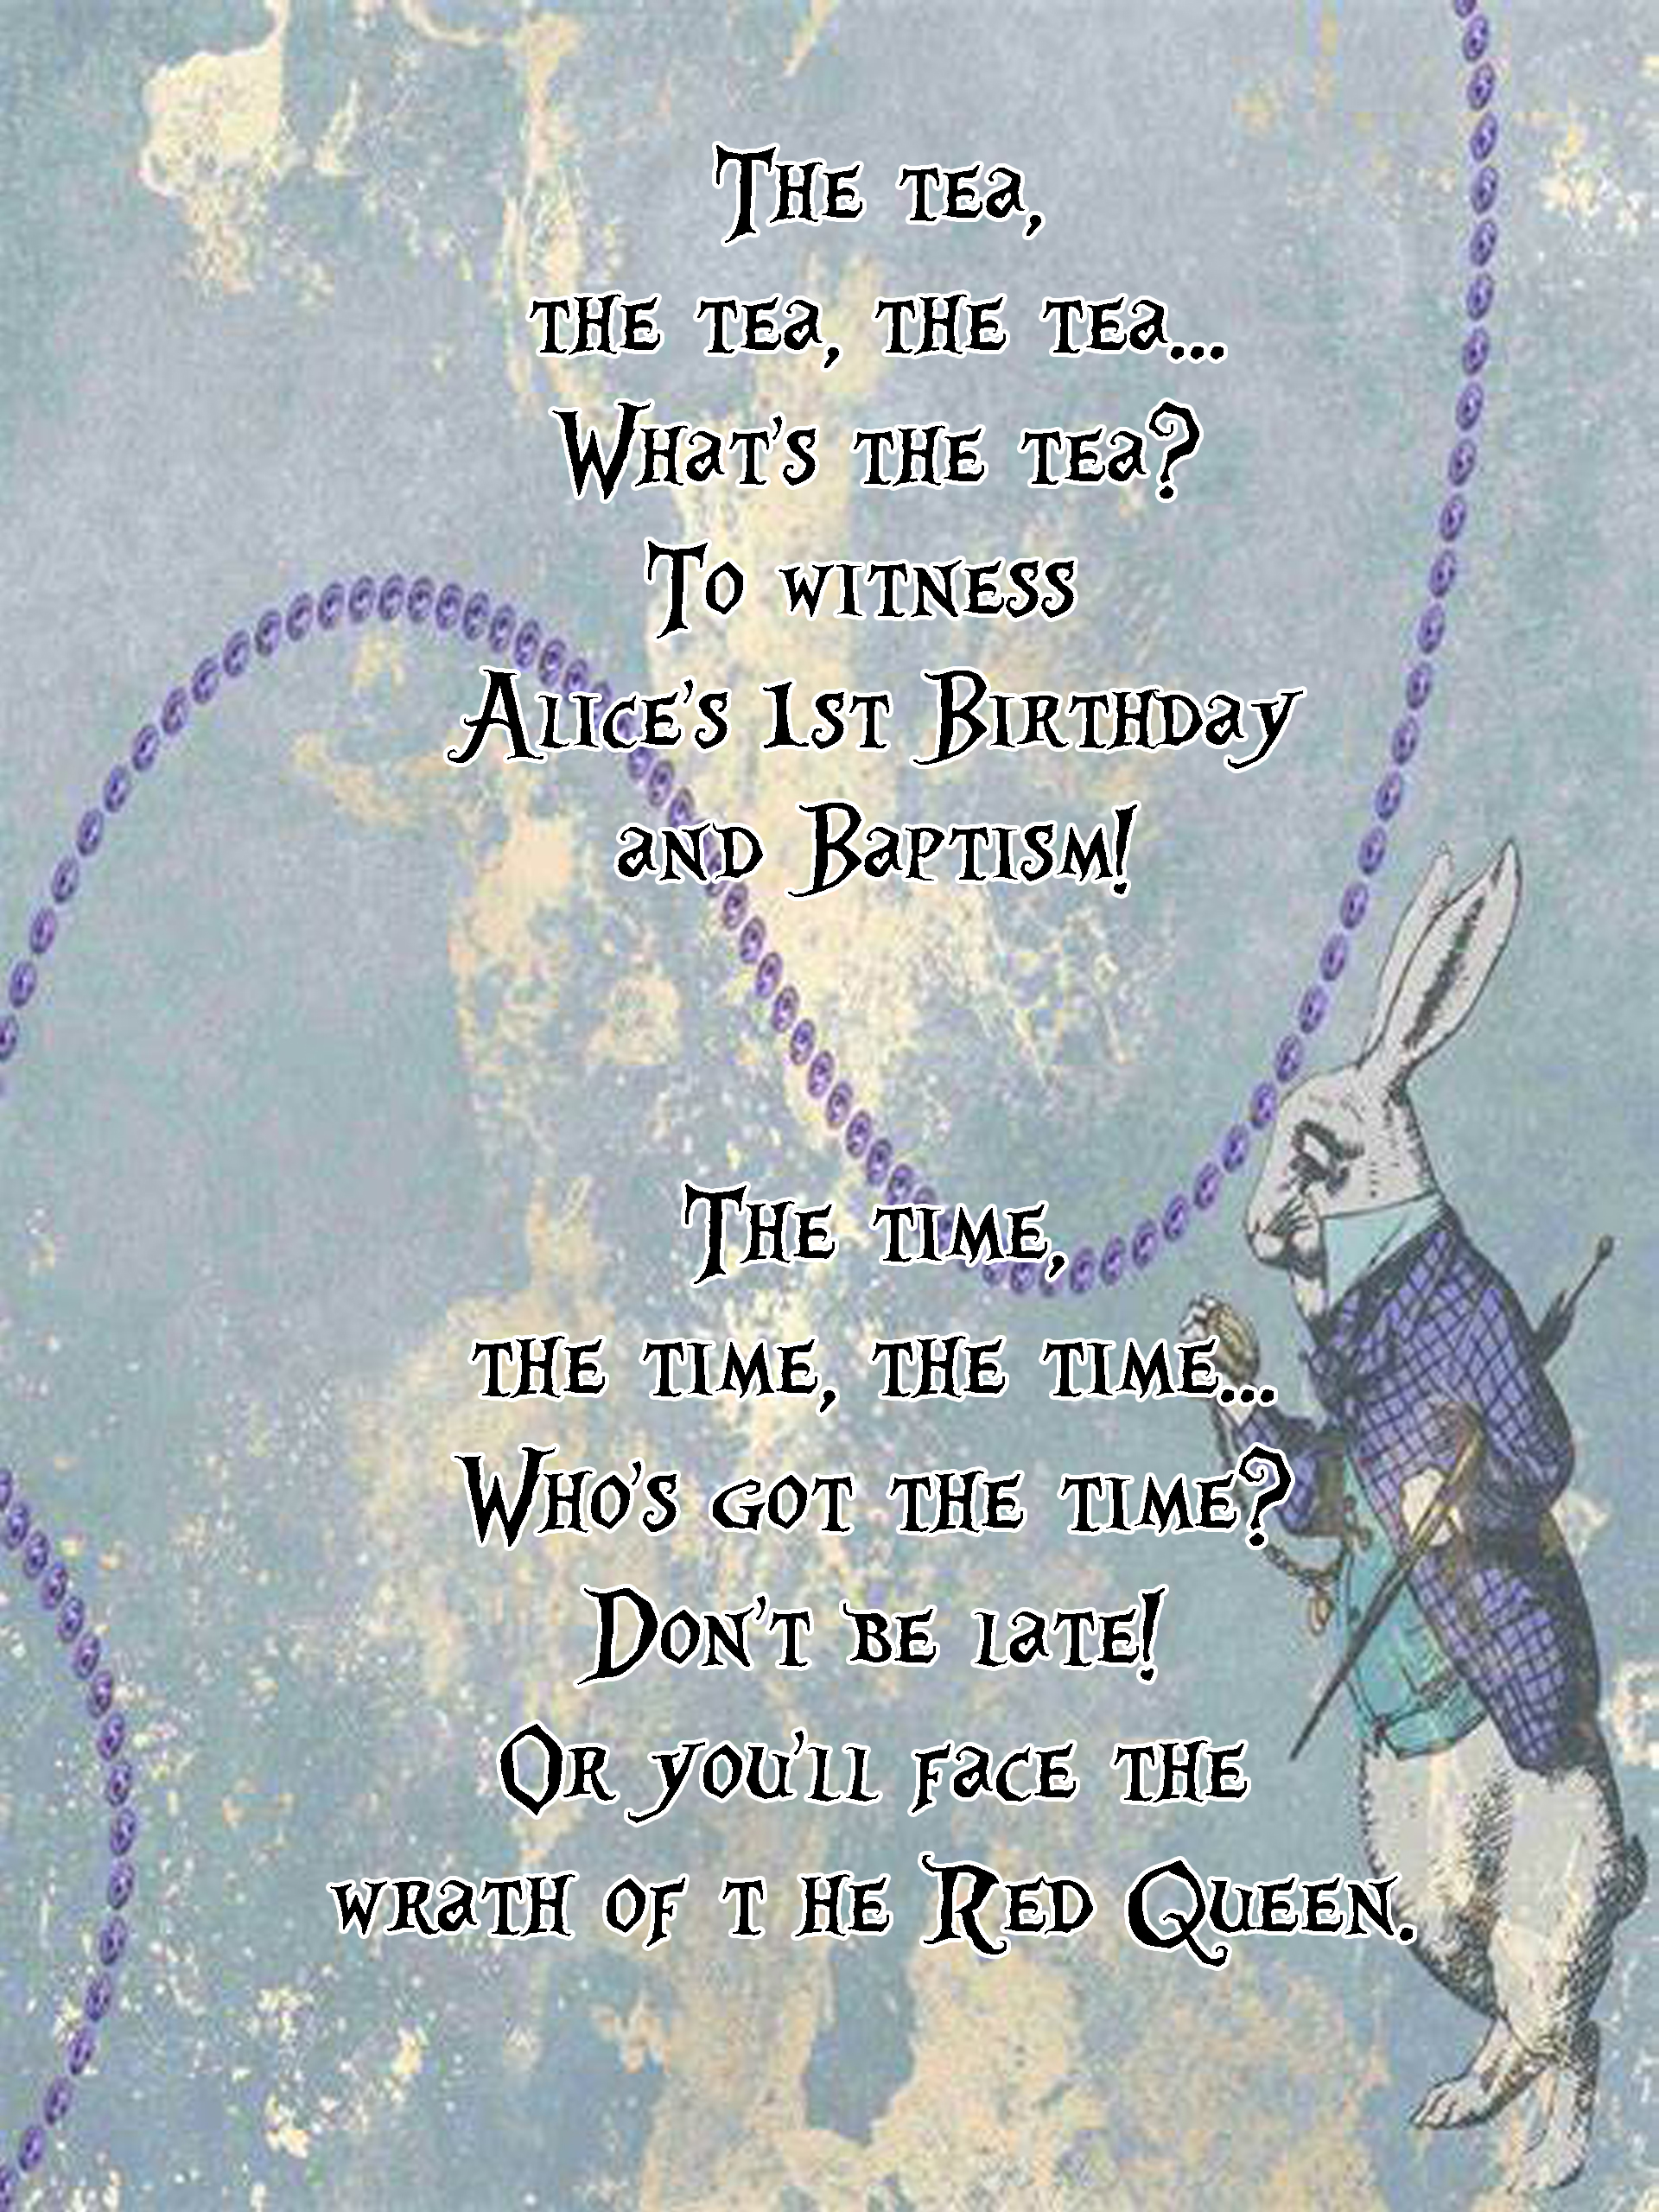 The tea,
the tea, the tea...
What's the tea?
To witness
Alice's 1st Birthday
and Baptism!
The time,
the time, the time...
Who's got the time?
Don't be late!
Or you'll face the
wrath of t he Red Queen.